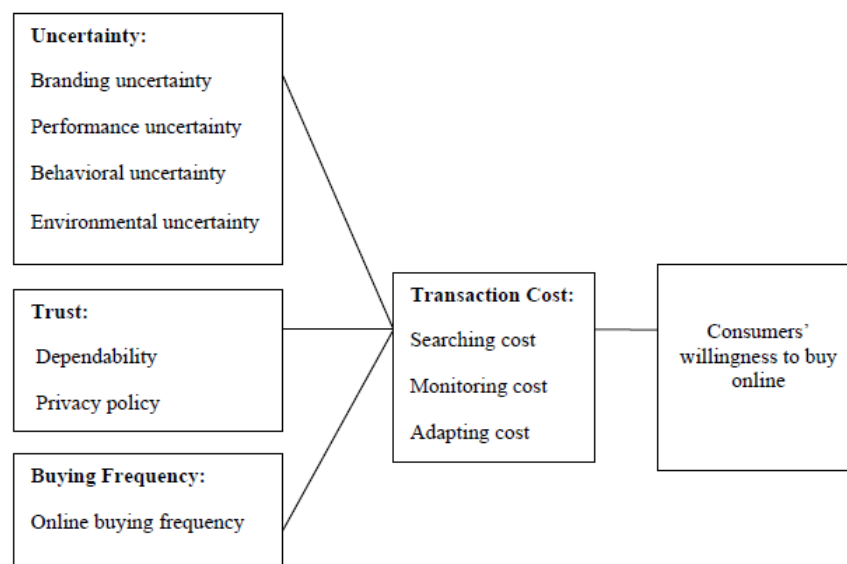 Uncertainty:
Branding uncertainty
Performance uncertainty
Behavioral uncertainty
Environmental uncertainty
Trust:
Dependability
Privacy policy
Buying Frequency:
Online buying frequency
Transaction Cost:
Searching cost
Monitoring cost
Adapting cost
Consumers’
willingness to buy
online